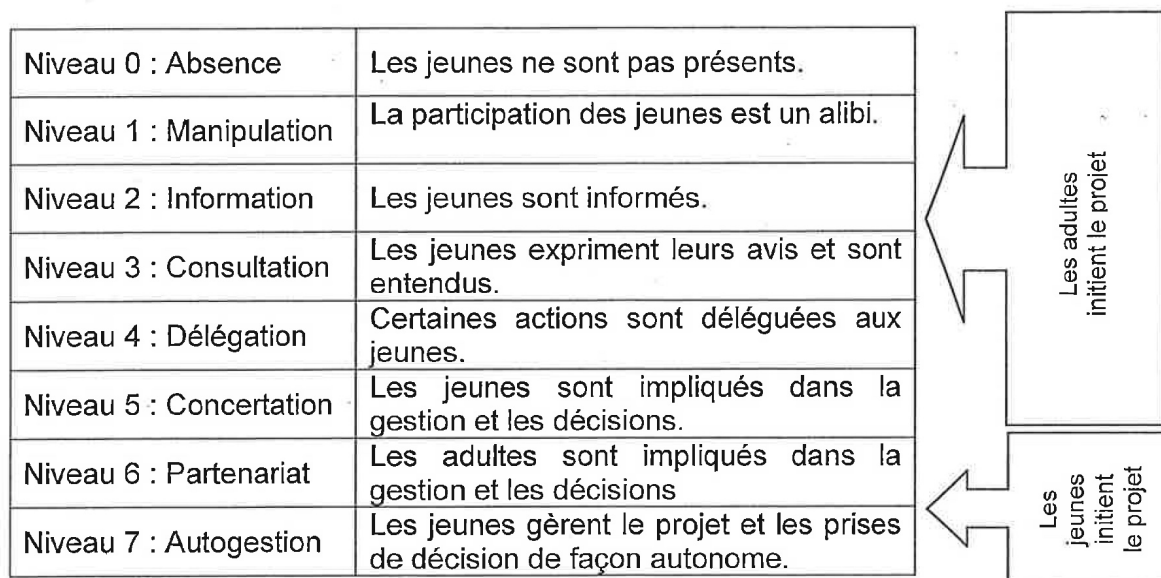 Niveau 0 : Absence
Les jeunes ne sont pas présents.
Niveau 1 : Manipulation
La participation des jeunes est un alibi.
Niveau 2 : Information
Les jeunes sont informés.
Niveau 3 : Consultation
Les jeunes expriment leurs avis et sont
entendus.
Niveau 4 : Délégation
Certaines actions sont déléguées aux
jeunes.
Niveau 5 : Concertation
Les jeunes sont impliqués dans la
gestion et les décisions.
Niveau 6 : Partenariat
Les adultes sont impliqués dans la
gestion et les décisions
Niveau 7 : Autogestion
Les jeunes gèrent le projet et les prises
de décision de façon autonome.
Les adultes
initient le projet
Les
jeunes
initient
le projet